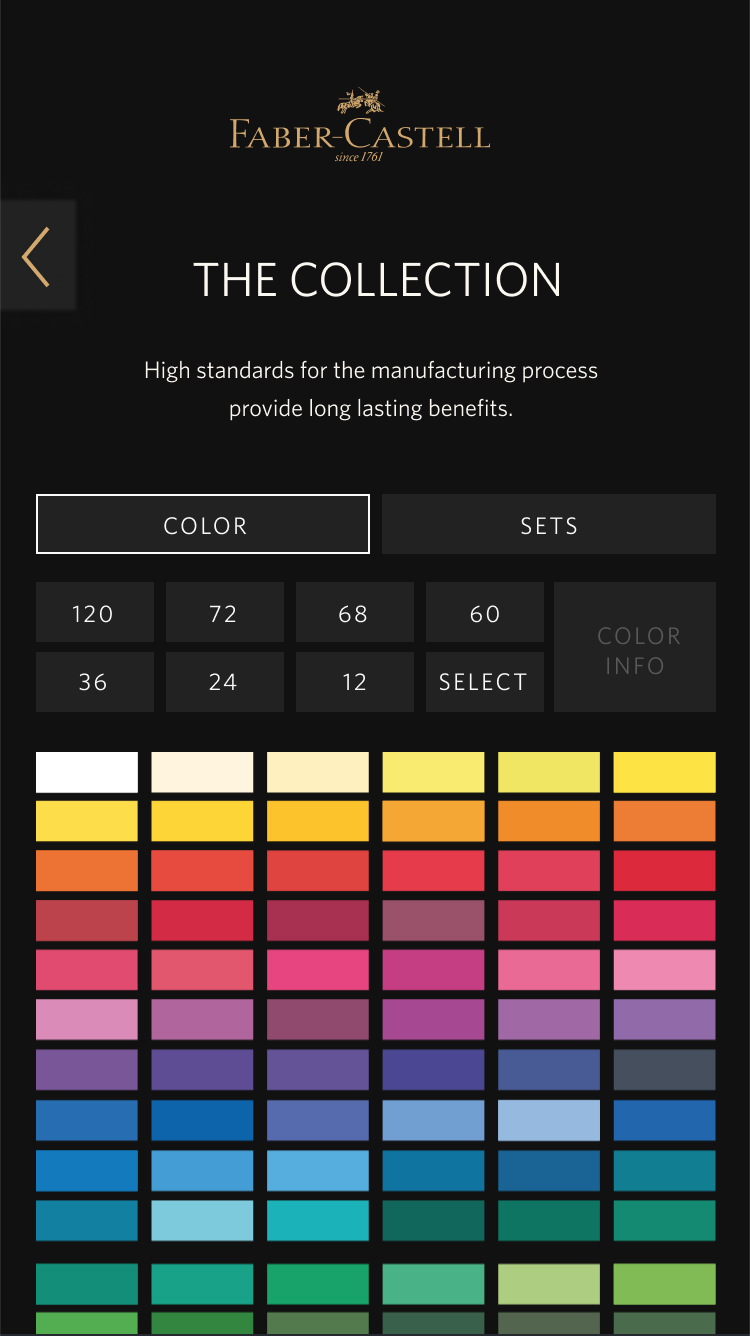 FABER-CASTELL
since 1761
THE COLLECTION
High standards for the manufacturing process
provide long lasting benefits.
COLOR
SETS
120
72
68
60
COLOR
INFO
36
24
12
SELECT